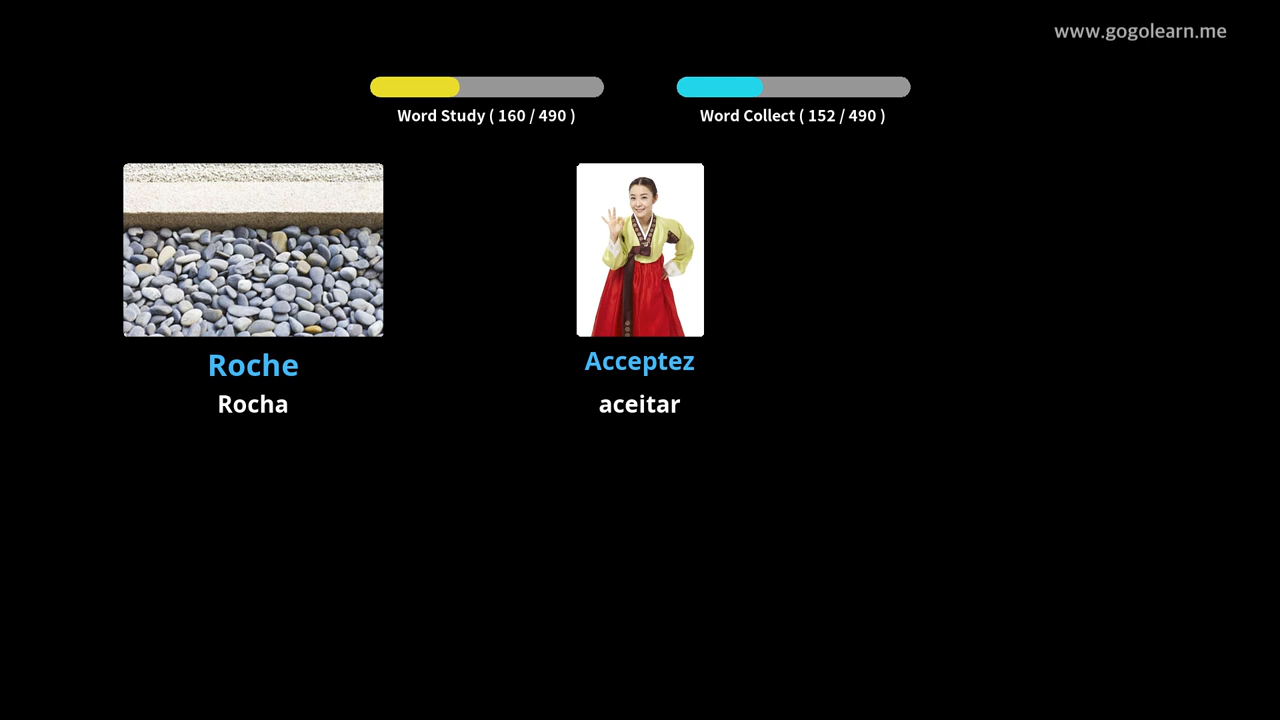 www.gogolearn.me
Word Study ( 160 / 490 )
Word Collect ( 152 / 490 )
Roche
Rocha
Acceptez
aceitar